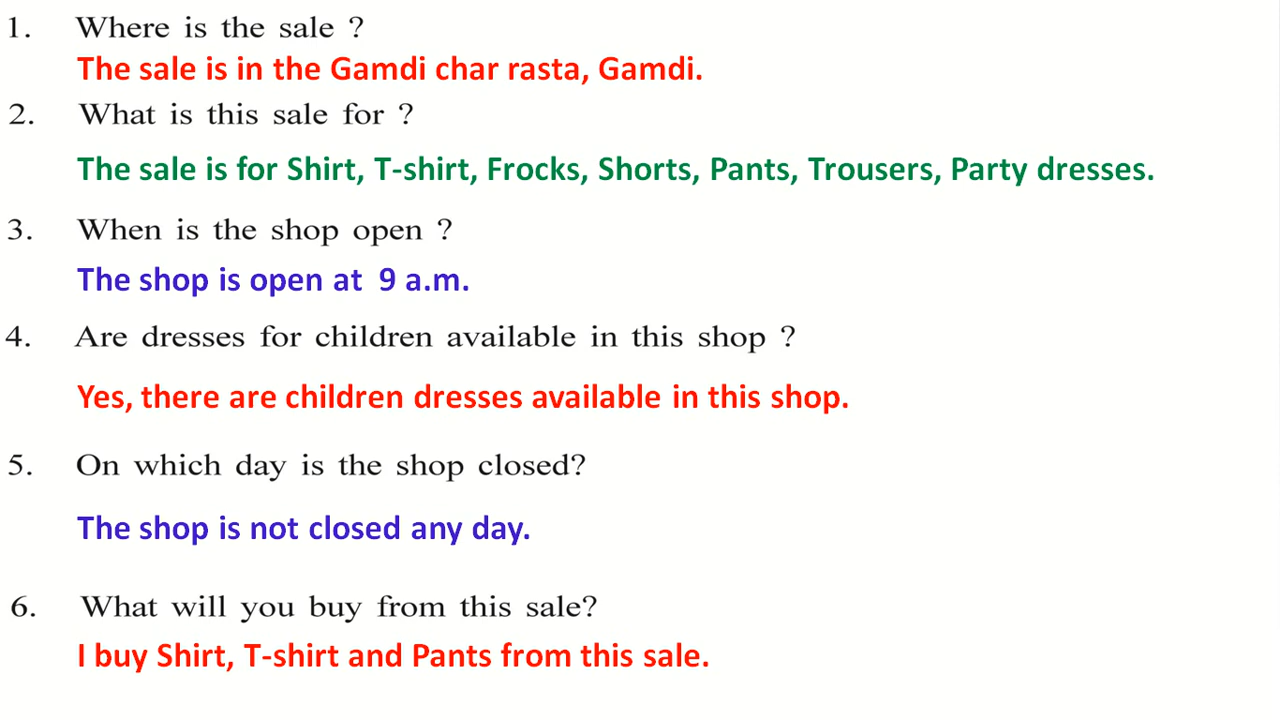 1. Where is the sale ?
The sale is in the Gamdi char rasta, Gamdi.
2. What is this sale for ?
The sale is for Shirt, T-shirt, Frocks, Shorts, Pants, Trousers, Party dresses.
3. When is the shop open ?
The shop is open at 9 a.m.
4. Are dresses for children available in this shop ?
Yes, there are children dresses available in this shop.
5. On which day is the shop closed?
The shop is not closed any day.
6. What will you buy from this sale?
I buy Shirt, T-shirt and Pants from this sale.